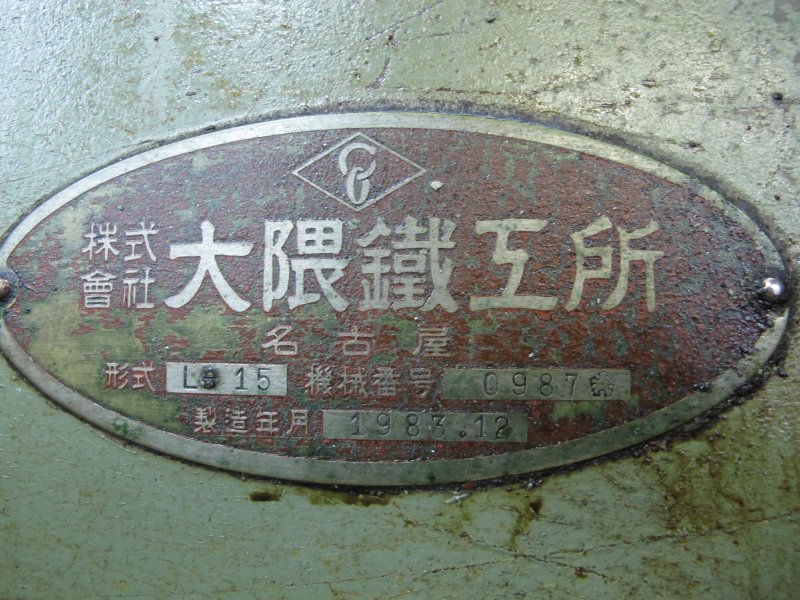 株式會社 大隈鐵工所
名古屋
形式 LS 15 機械番号 0987
製造年月 1983.12